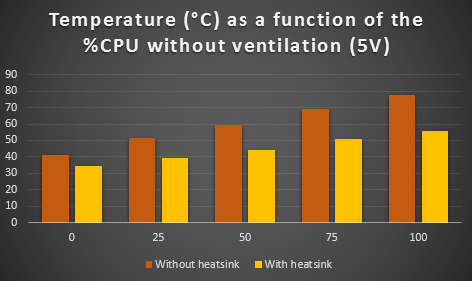 Temperature (°C) as a function of the
%CPU without ventilation (5V)
90
80
70
60
50
40
30
20
10
0
0 25 50 75 100
Without heatsink With heatsink